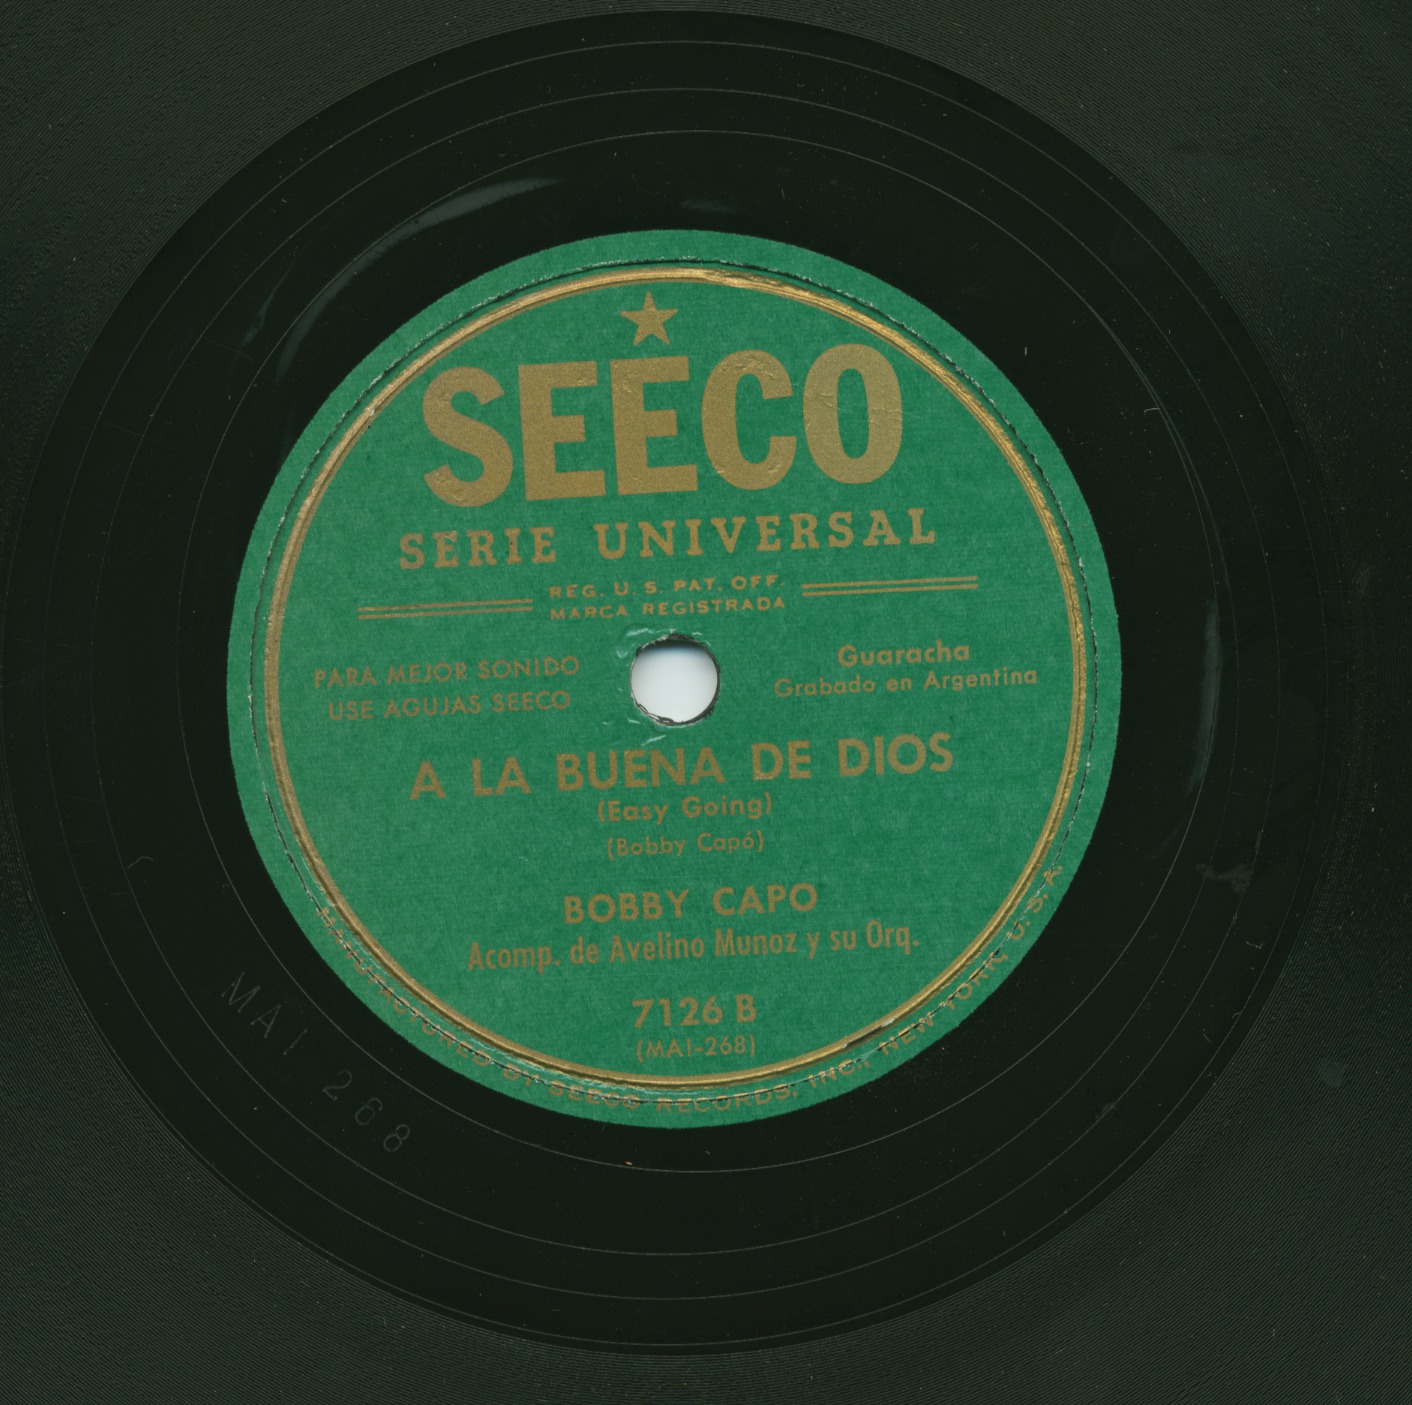 SEECO
SERIE UNIVERSAL
REG. U. S. PAT. OFF.
MARCA REGISTRADA
PARA MEJOR SONIDO
USE AGUJAS SEECO
Guaracha
Grabado en Argentina
A LA BUENA DE DIOS
(Easy Going)
(Bobby Capó)
BOBBY CAPO
Acomp. de Avelino Munoz y su Orq.
7126 B
(MAI-268)
MANUFACTURED BY SEECO RECORDS, INC., NEW YORK, U. S. A.
MAI 268